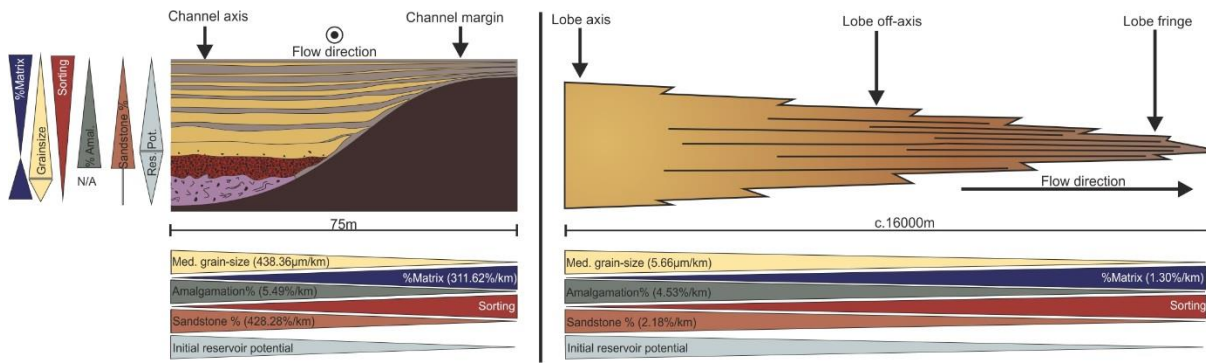 Channel axis
Channel margin
Flow direction
%Matrix
Grainsize
Sorting
% Amal.
N/A
Sandstone %
Res. Pot.
75m
Med. grain-size (438.36µm/km)
%Matrix (311.62%/km)
Amalgamation% (5.49%/km)
Sorting
Sandstone % (428.28%/km)
Initial reservoir potential
Lobe axis
Lobe off-axis
Lobe fringe
Flow direction
c.16000m
Med. grain-size (5.66µm/km)
%Matrix (1.30%/km)
Amalgamation% (4.53%/km)
Sorting
Sandstone % (2.18%/km)
Initial reservoir potential